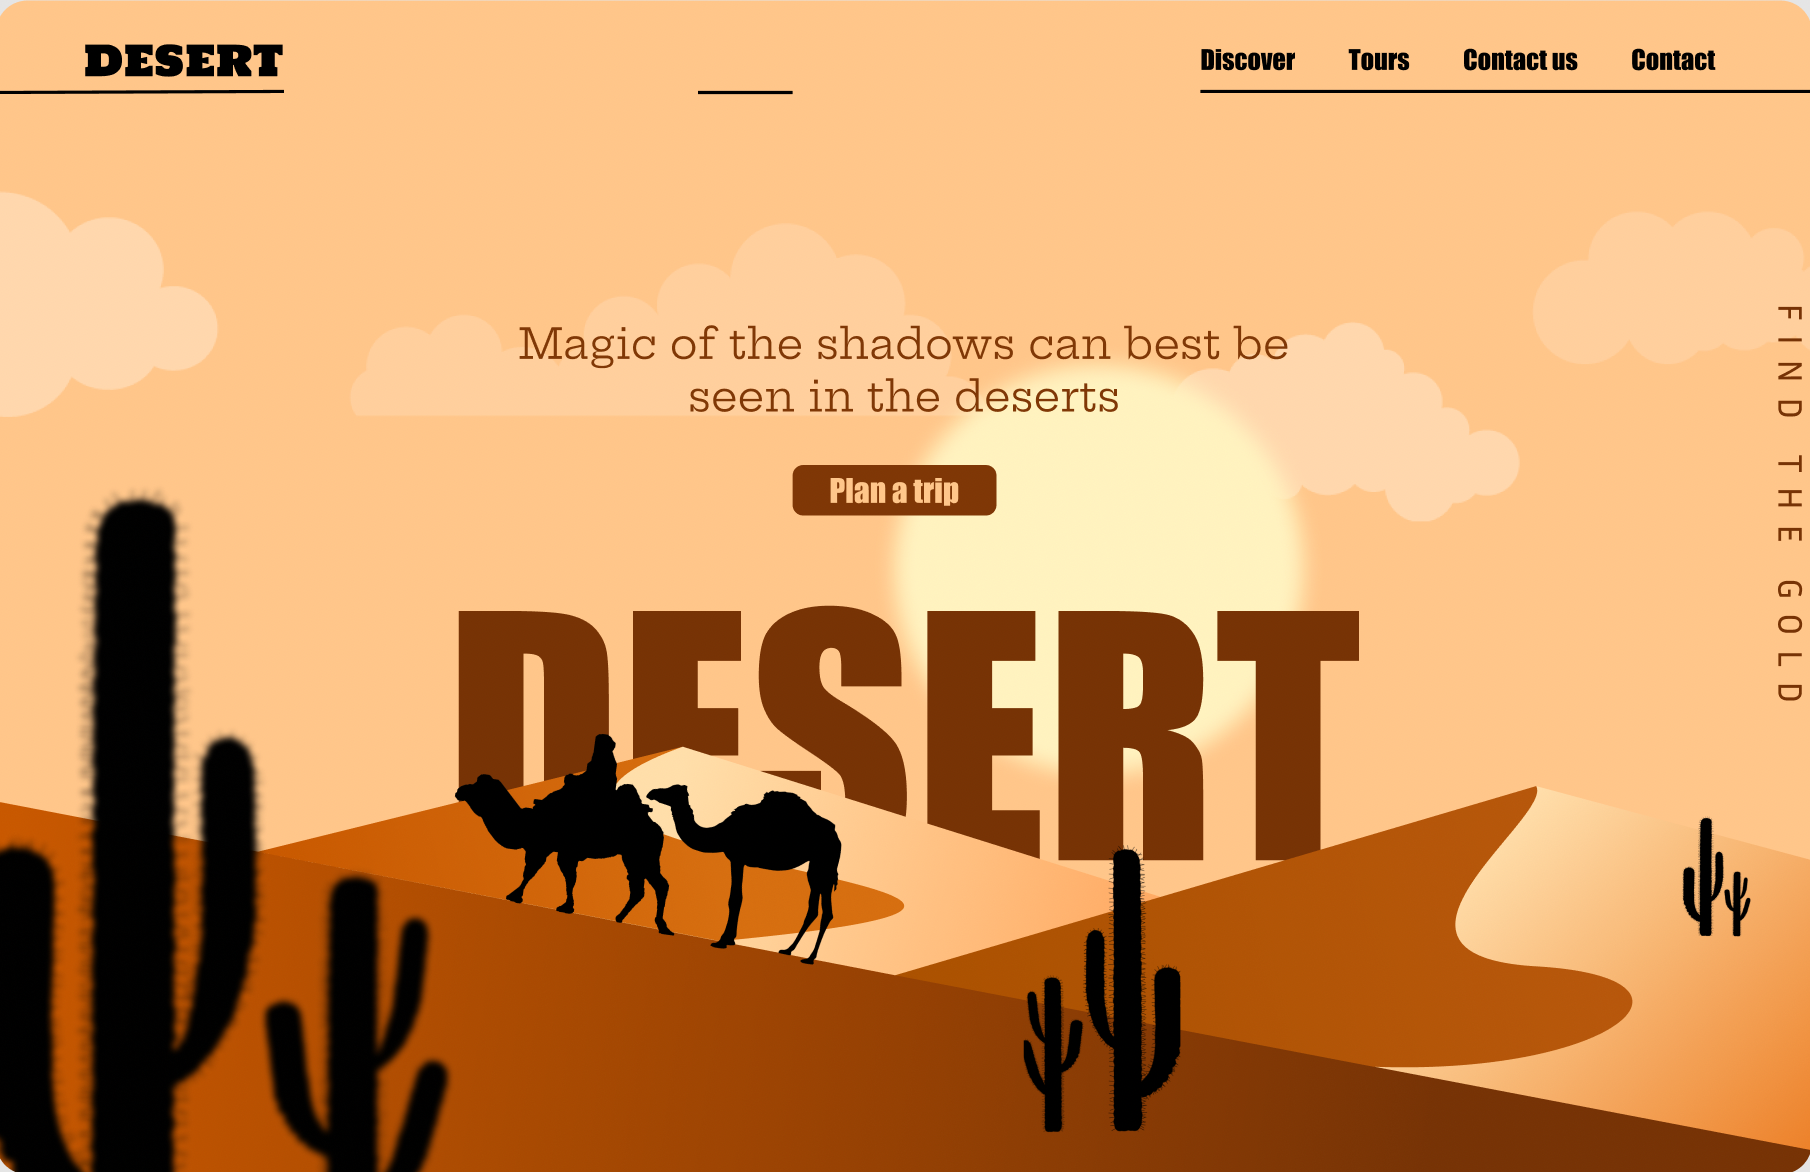 DESERT
Discover Tours Contact us Contact
Magic of the shadows can best be
seen in the deserts
Plan a trip
DESERT
FIND THE GOLD